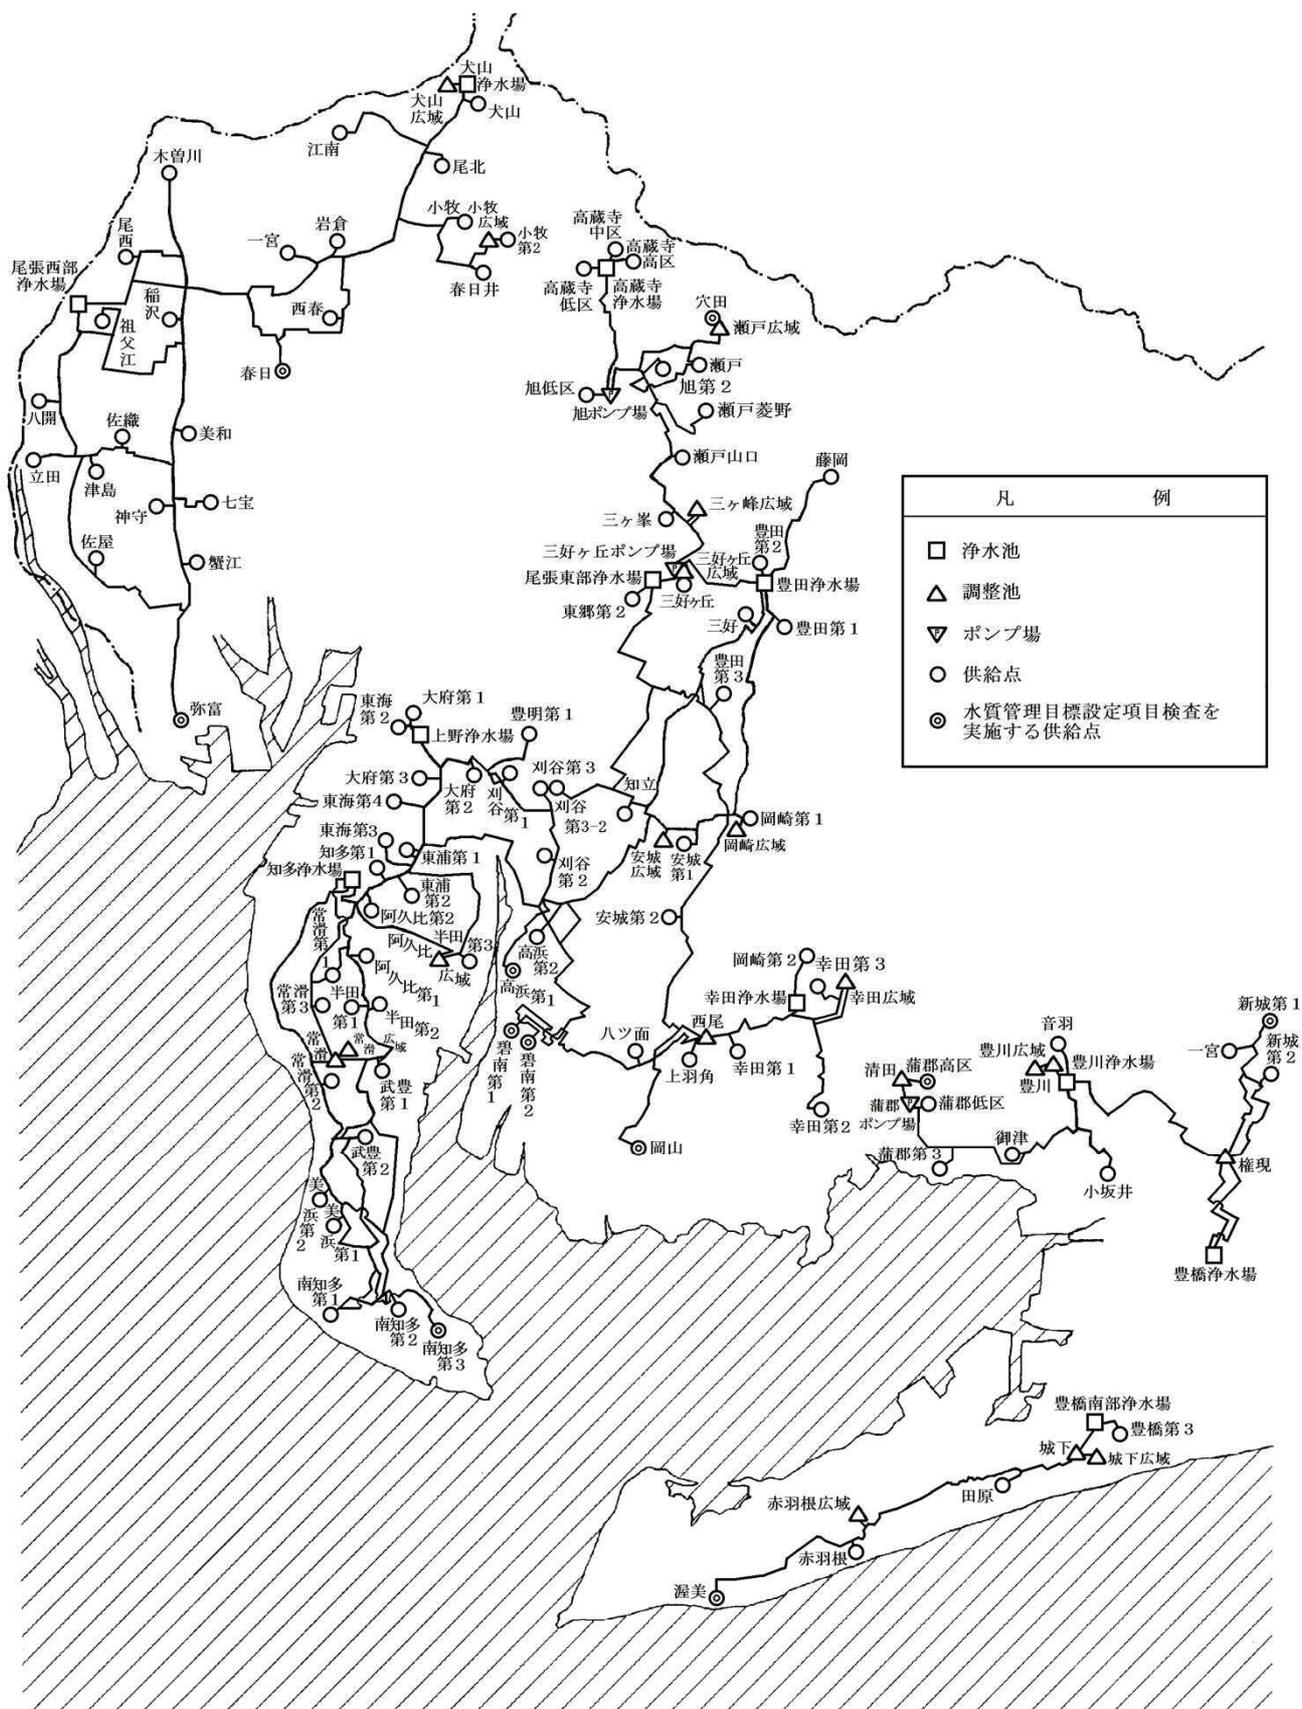 犬山
浄水場
犬山
広域
犬山
江南
尾北
木曽川
尾西
一宮
岩倉
小牧
小牧
広域
小牧
第2
春日井
尾張西部
浄水場
稲沢
祖父江
西春
春日
八開
佐織
美和
立田
津島
神守
七宝
佐屋
蟹江
弥富
高蔵寺
中区
高蔵寺
高区
高蔵寺
低区
高蔵寺
浄水場
穴田
瀬戸広域
瀬戸
旭第2
旭低区
旭ポンプ場
瀬戸菱野
瀬戸山口
藤岡
三ヶ峰広域
三ヶ峯
豊田
第2
三好ヶ丘ポンプ場
三好ヶ丘
広域
尾張東部浄水場
三好ヶ丘
豊田浄水場
東郷第2
三好
豊田第1
豊田
第3
凡 例
浄水池
調整池
P
ポンプ場
供給点
水質管理目標設定項目検査を
実施する供給点
東海
第2
大府第1
上野浄水場
豊明第1
大府第3
大府
第2
刈谷
第1
刈谷第3
刈谷
第3-2
知立
東海第4
東海第3
知多第1
東浦第1
知多浄水場
東浦
第2
刈谷
第2
安城
広域
安城
第1
岡崎第1
岡崎広域
安城第2
常滑
第1
阿久比第2
阿久比
広域
半田
第3
阿久比
第1
常滑
第3
半田
第1
半田
第2
常滑
常滑
広域
常滑
第2
武豊
第1
武豊
第2
美浜
第2
美浜
第1
南知多
第1
南知多
第2
南知多
第3
高浜
第2
高浜
第1
碧南
第1
碧南
第2
八ツ面
西尾
上羽角
岡山
岡崎第2
幸田第3
幸田浄水場
幸田広域
幸田第1
幸田第2
清田
蒲郡高区
蒲郡
ポンプ場
蒲郡低区
蒲郡第3
御津
音羽
豊川広域
豊川浄水場
豊川
小坂井
新城第1
一宮
新城
第2
権現
豊橋浄水場
豊橋南部浄水場
豊橋第3
城下
城下広域
田原
赤羽根広域
赤羽根
渥美